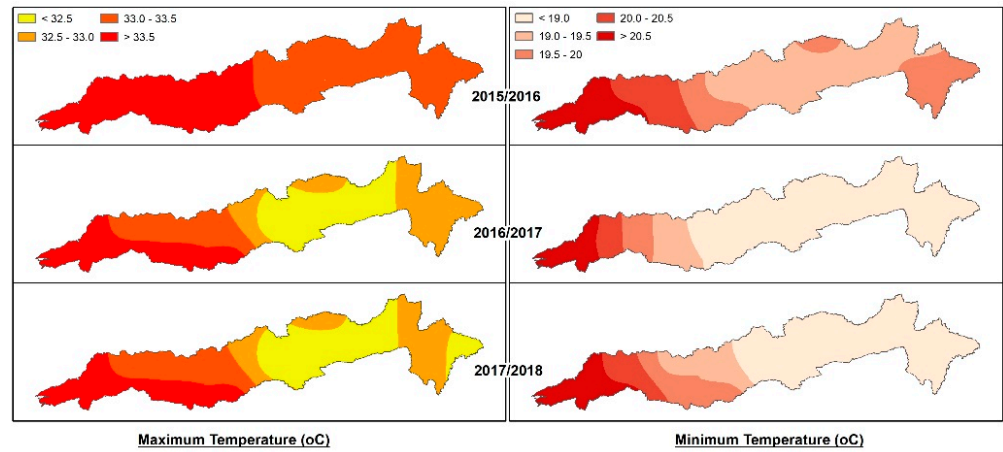 < 32.5 33.0 - 33.5
32.5 - 33.0 > 33.5
< 19.0 20.0 - 20.5
19.0 - 19.5 > 20.5
19.5 - 20
2015/2016
2016/2017
2017/2018
Maximum Temperature (oC) Minimum Temperature (oC)